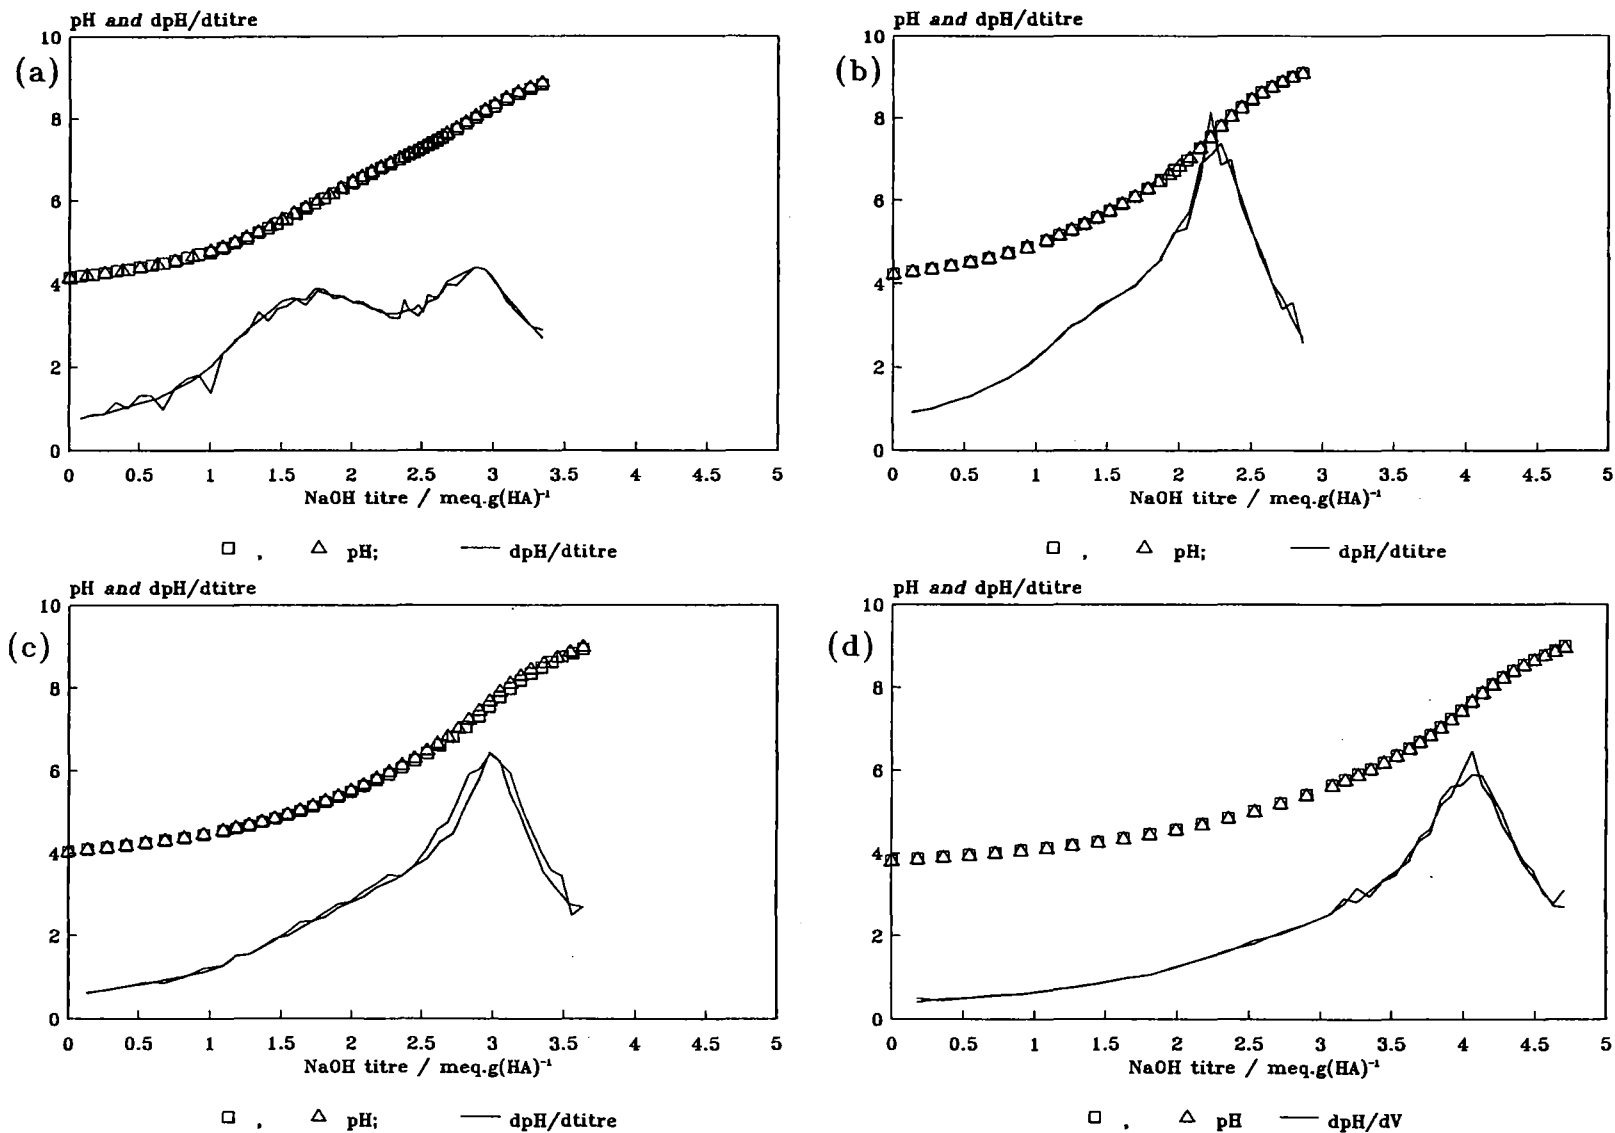 pH and dpH/dtitre
(a)
10
8
6
4
2
0
0 0.5 1 1.5 2 2.5 3 3.5 4 4.5 5
NaOH titre / meq.g(HA)⁻¹
□ , △ pH; — dpH/dtitre
pH and dpH/dtitre
(b)
10
8
6
4
2
0
0 0.5 1 1.5 2 2.5 3 3.5 4 4.5 5
NaOH titre / meq.g(HA)⁻¹
□ , △ pH; — dpH/dtitre
pH and dpH/dtitre
(c)
10
8
6
4
2
0
0 0.5 1 1.5 2 2.5 3 3.5 4 4.5 5
NaOH titre / meq.g(HA)⁻¹
□ , △ pH; — dpH/dtitre
pH and dpH/dtitre
(d)
10
8
6
4
2
0
0 0.5 1 1.5 2 2.5 3 3.5 4 4.5 5
NaOH titre / meq.g(HA)⁻¹
□ , △ pH — dpH/dV